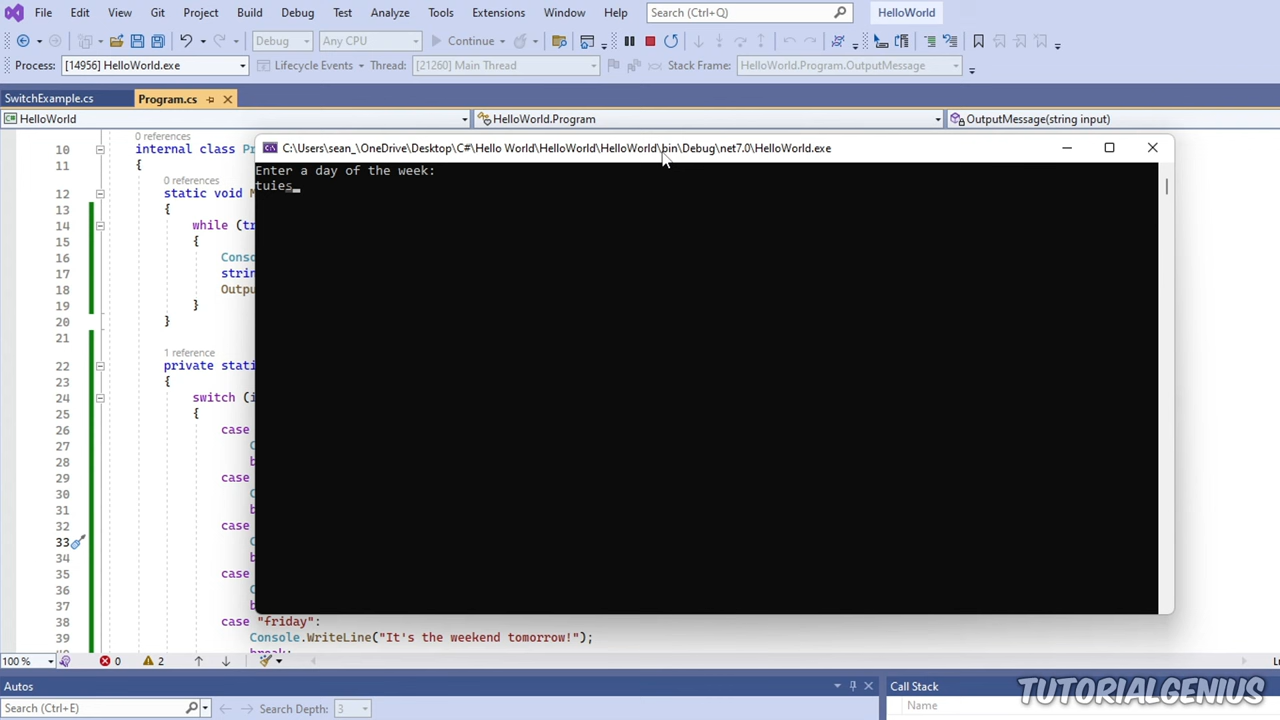 File Edit View Git Project Build Debug Test Analyze Tools Extensions Window Help Search (Ctrl+Q) HelloWorld
Debug Any CPU Continue
Process: [14956] HelloWorld.exe Lifecycle Events Thread: [21260] Main Thread Stack Frame: HelloWorld.Program.OutputMessage
SwitchExample.cs Program.cs
HelloWorld HelloWorld.Program OutputMessage(string input)
0 references
10 internal class Pr
11 {
0 references
12 static void M
13 {
14 while (tr
15 {
16 Conso
17 strin
18 Outpu
19 }
20 }
21
1 reference
22 private stati
23 {
24 switch (i
25 {
26 case
27 C
28 b
29 case
30 C
31 b
32 case
33 C
34 b
35 case
36 C
37 b
38 case "friday":
39 Console.WriteLine("It's the weekend tomorrow!");
break;
C:\Users\sean_\OneDrive\Desktop\C#\Hello World\HelloWorld\HelloWorld\bin\Debug\net7.0\HelloWorld.exe
Enter a day of the week:
tuies
100 % 0 2
Autos Call Stack
Search (Ctrl+E) Search Depth: 3 Name
TUTORIALGENIUS